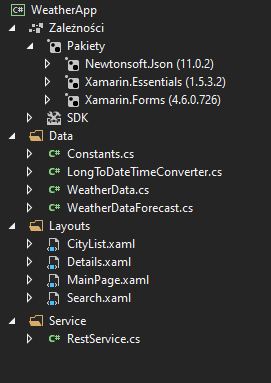 C# WeatherApp
Zależności
Pakiety
Newtonsoft.Json (11.0.2)
Xamarin.Essentials (1.5.3.2)
Xamarin.Forms (4.6.0.726)
SDK
Data
C# Constants.cs
C# LongToDateTimeConverter.cs
C# WeatherData.cs
C# WeatherDataForecast.cs
Layouts
CityList.xaml
Details.xaml
MainPage.xaml
Search.xaml
Service
C# RestService.cs